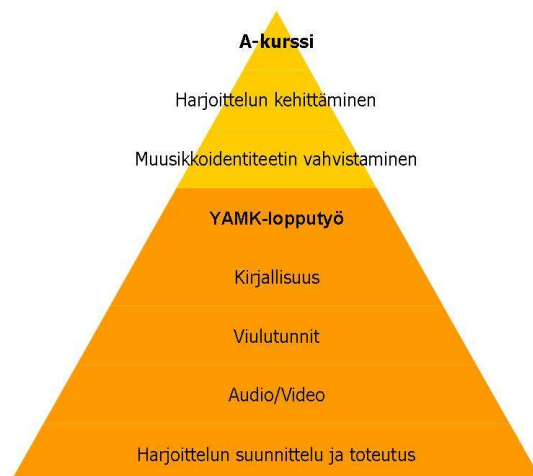 A-kurssi
Harjoittelun kehittäminen
Muusikkoidentiteetin vahvistaminen
YAMK-lopputyö
Kirjallisuus
Viulutunnit
Audio/Video
Harjoittelun suunnittelu ja toteutus